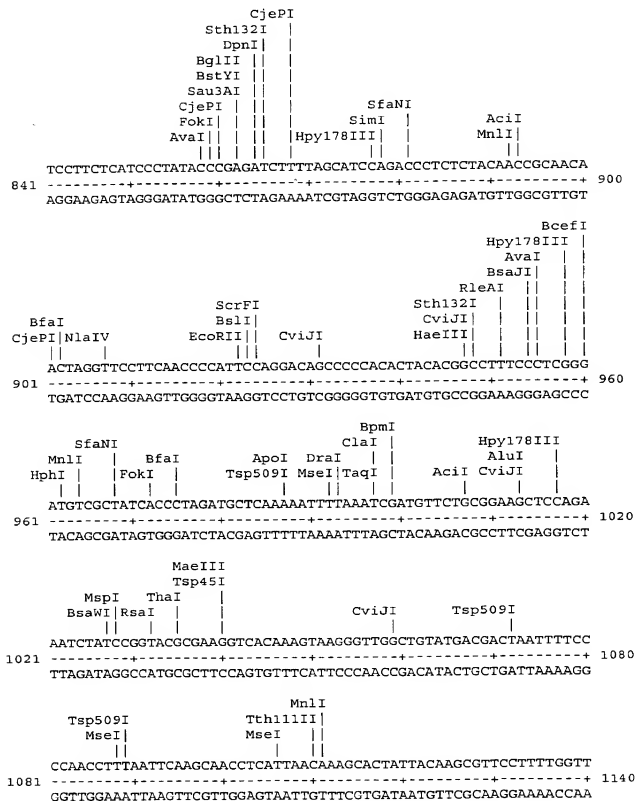 CjePI
Sth132I
DpnI
BglII
BstYI
Sau3AI
CjePI SfaNI
FokI SimI AciI
AvaI Hpy178III MnlI
TCCTTCTCATCCCTATACCCGAGATCTTTTAGCATCCAGACCCTCTCTACAACCGCAACA
841 ---------+---------+---------+---------+---------+--------- 900
AGGAAGAGTAGGGATATGGGCTCTAGAAAATCGTAGGTCTGGGAGAGATGTTGGCGTTGT
BcefI
Hpy178III
AvaI
BsaJI
RleAI
ScrFI Sth132I
BfaI BslI CviJI
CjePI NlaIV EcoRII CviJI HaeIII
ACTAGGTTCCTTCAACCCCATTCCAGGACAGCCCCCACACTACACGGCCTTTCCCTCGGG
901 ---------+---------+---------+---------+---------+--------- 960
TGATCCAAGGAAGTTGGGGTAAGGTCCTGTCGGGGGTGTGATGTGCCGGAAAGGGAGCCC
BpmI
SfaNI ClaI Hpy178III
MnlI BfaI ApoI DraI AluI
HphI FokI Tsp509I MseI TaqI AciI CviJI
ATGTCGCTATCACCCTAGATGCTCAAAAATTTTAAATCGATGTTCTGCGGAAGCTCCAGA
961 ---------+---------+---------+---------+---------+--------- 1020
TACAGCGATAGTGGGATCTACGAGTTTTTAAAATTTAGCTACAAGACGCCTTCGAGGTCT
MaeIII
MspI ThaI Tsp45I
BsaWI RsaI CviJI Tsp509I
AATCTATCCGGTACGCGAAGGTCACAAAGTAAGGGTTGGCTGTATGACGACTAATTTTCC
1021 ---------+---------+---------+---------+---------+--------- 1080
TTAGATAGGCCATGCGCTTCCAGTGTTTCATTCCCAACCGACATACTGCTGATTAAAAGG
MnlI
Tsp509I Tth111II
MseI MseI
CCAACCTTTAATTCAAGCAACCTCATTAACAAAGCACTATTACAAGCGTTCCTTTTGGTT
1081 ---------+---------+---------+---------+---------+--------- 1140
GGTTGGAAATTAAGTTCGTTGGAGTAATTGTTTCGTGATAATGTTCGCAAGGAAAACCAA